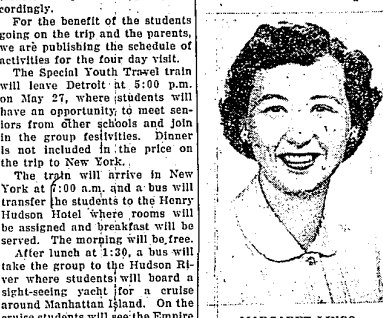 cordingly.
For the benefit of the students
going on the trip and the parents,
we are publishing the schedule of
activities for the four day visit.
The Special Youth Travel train
will leave Detroit at 5:00 p.m.
on May 27, where students will
have an opportunity to meet sen-
iors from other schools and join
in the group festivities. Dinner
is not included in the price on
the trip to New York.
The train will arrive in New
York at 7:00 a.m. and a bus will
transfer the students to the Henry
Hudson Hotel where rooms will
be assigned and breakfast will be
served. The morning will be free.
After lunch at 1:30, a bus will
take the group to the Hudson Ri-
ver where students will board a
sight-seeing yacht for a cruise
around Manhattan Island. On the
cruise students will see the Empire
MARGARET